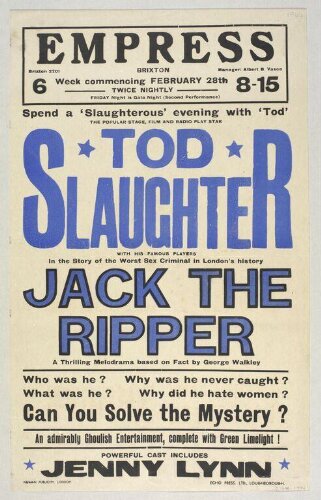 EMPRESS
Brixton 2201 BRIXTON Manager: Albert B. Vasco
6 Week commencing FEBRUARY 28th 8-15
TWICE NIGHTLY
FRIDAY Night is Gala Night (Second Performance)
Spend a 'Slaughterous' evening with 'Tod'
THE POPULAR STAGE, FILM AND RADIO PLAY STAR
TOD
SLAUGHTER
WITH HIS FAMOUS PLAYERS
In the Story of the Worst Sex Criminal in London's history
JACK THE
RIPPER
A Thrilling Melodrama based on Fact by George Walkley
Who was he ? Why was he never caught ?
What was he ? Why did he hate women ?
Can You Solve the Mystery ?
An admirably Ghoulish Entertainment, complete with Green Limelight !
POWERFUL CAST INCLUDES
JENNY LYNN
ECHO PRESS, LTD., LOUGHBOROUGH.